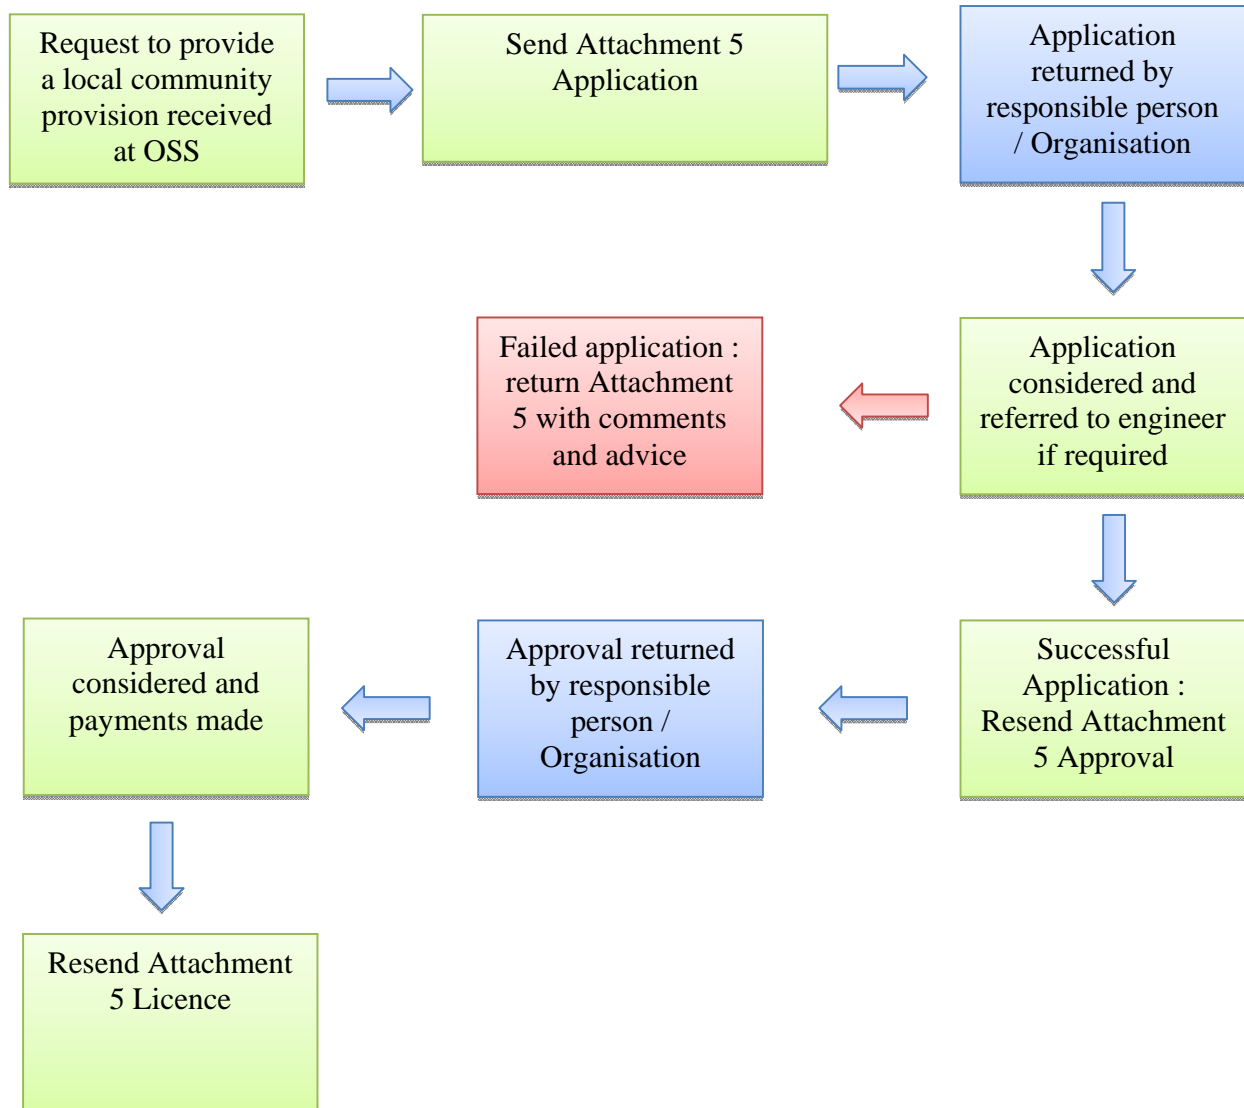 Request to provide
a local community
provision received
at OSS
Send Attachment 5
Application
Application
returned by
responsible person
/ Organisation
Failed application :
return Attachment
5 with comments
and advice
Application
considered and
referred to engineer
if required
Approval
considered and
payments made
Approval returned
by responsible
person /
Organisation
Successful
Application :
Resend Attachment
5 Approval
Resend Attachment
5 Licence